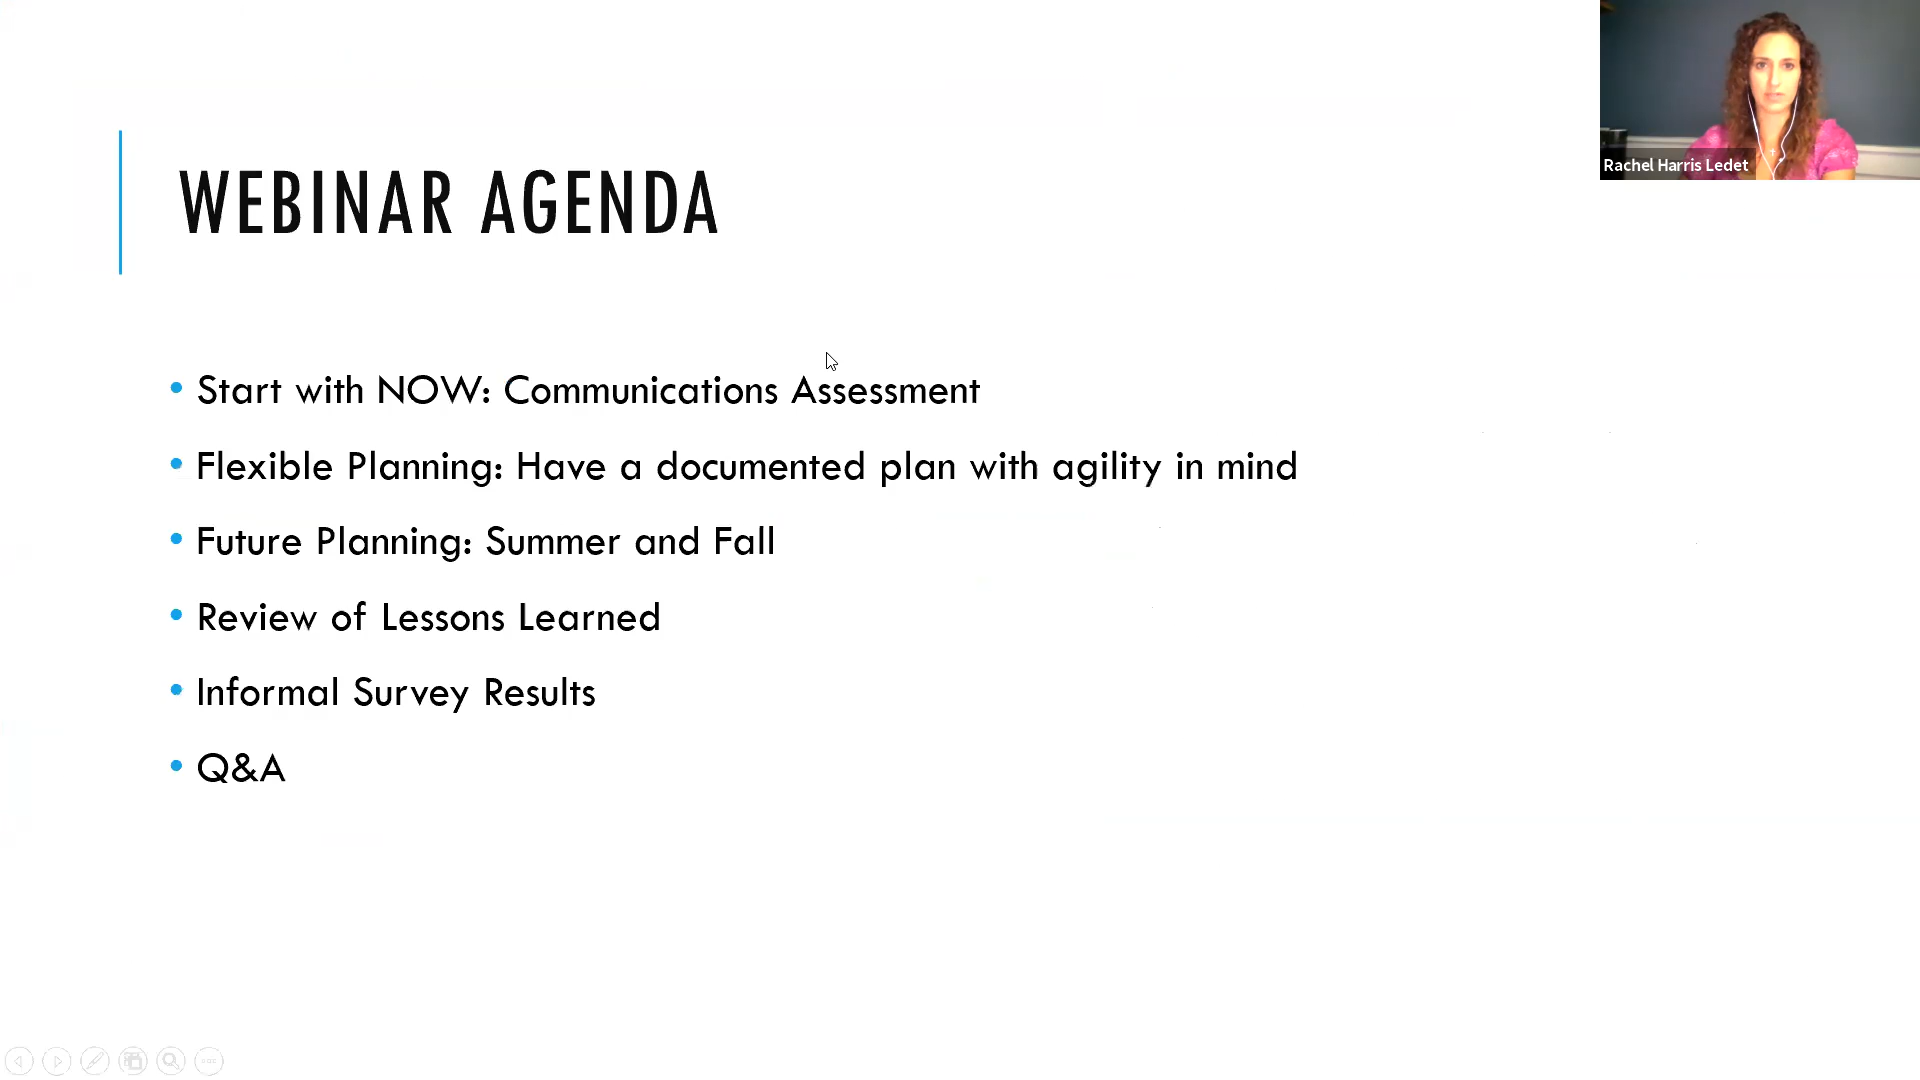 WEBINAR AGENDA
Rachel Harris Ledet
• Start with NOW: Communications Assessment
• Flexible Planning: Have a documented plan with agility in mind
• Future Planning: Summer and Fall
• Review of Lessons Learned
• Informal Survey Results
• Q&A